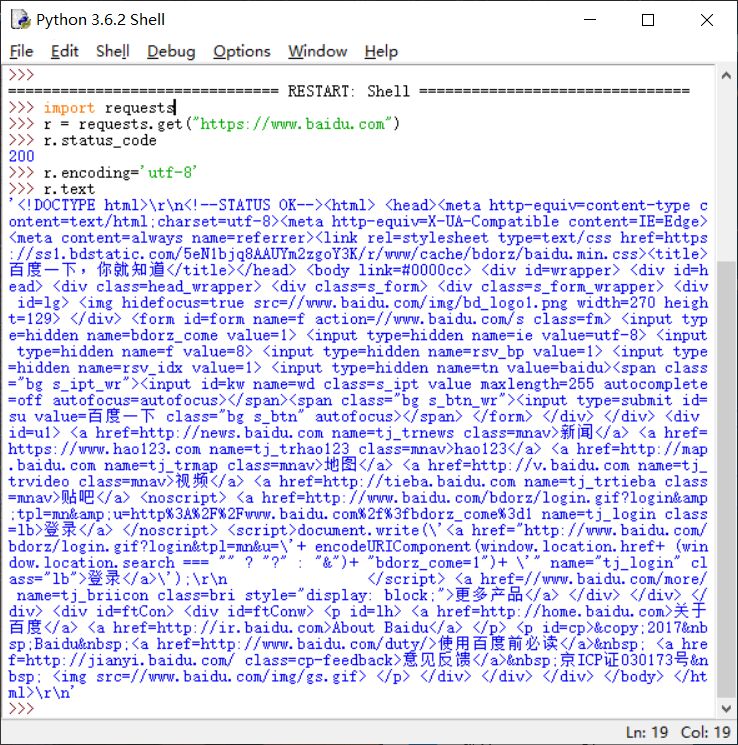 Python 3.6.2 Shell
File Edit Shell Debug Options Window Help
>>>
=============================== RESTART: Shell ===============================
>>> import requests
>>> r = requests.get("https://www.baidu.com")
>>> r.status_code
200
>>> r.encoding='utf-8'
>>> r.text
'<!DOCTYPE html>\r\n<!--STATUS OK--><html> <head><meta http-equiv=content-type c
ontent=text/html;charset=utf-8><meta http-equiv=X-UA-Compatible content=IE=Edge>
<meta content=always name=referrer><link rel=stylesheet type=text/css href=https
://ss1.bdstatic.com/5eN1bjq8AAUYm2zgoY3K/r/www/cache/bdorz/baidu.min.css><title>
百度一下，你就知道</title></head> <body link=#0000cc> <div id=wrapper> <div id=h
ead> <div class=head_wrapper> <div class=s_form> <div class=s_form_wrapper> <div
 id=lg> <img hidefocus=true src=//www.baidu.com/img/bd_logo1.png width=270 heigh
t=129> </div> <form id=form name=f action=//www.baidu.com/s class=fm> <input typ
e=hidden name=bdorz_come value=1> <input type=hidden name=ie value=utf-8> <input
 type=hidden name=f value=8> <input type=hidden name=rsv_bp value=1> <input type
=hidden name=rsv_idx value=1> <input type=hidden name=tn value=baidu><span class
="bg s_ipt_wr"><input id=kw name=wd class=s_ipt value maxlength=255 autocomplete
=off autofocus=autofocus></span><span class="bg s_btn_wr"><input type=submit id=
su value=百度一下 class="bg s_btn" autofocus></span> </form> </div> </div> <div 
id=u1> <a href=http://news.baidu.com name=tj_trnews class=mnav>新闻</a> <a href=
https://www.hao123.com name=tj_trhao123 class=mnav>hao123</a> <a href=http://map
.baidu.com name=tj_trmap class=mnav>地图</a> <a href=http://v.baidu.com name=tj_
trvideo class=mnav>视频</a> <a href=http://tieba.baidu.com name=tj_trtieba class
=mnav>贴吧</a> <noscript> <a href=http://www.baidu.com/bdorz/login.gif?login&amp
;tpl=mn&amp;u=http%3A%2F%2Fwww.baidu.com%2f%3fbdorz_come%3d1 name=tj_login class
=lb>登录</a> </noscript> <script>document.write(\'<a href="http://www.baidu.com/
bdorz/login.gif?login&tpl=mn&u=\'+ encodeURIComponent(window.location.href+ (win
dow.location.search === "" ? "?" : "&")+ "bdorz_come=1")+ \'" name="tj_login" cl
ass="lb">登录</a>\');\r\n                </script> <a href=//www.baidu.com/more/
 name=tj_briicon class=bri style="display: block;">更多产品</a> </div> </div> </
div> <div id=ftCon> <div id=ftConw> <p id=lh> <a href=http://home.baidu.com>关于
百度</a> <a href=http://ir.baidu.com>About Baidu</a> </p> <p id=cp>&copy;2017&nb
sp;Baidu&nbsp;<a href=http://www.baidu.com/duty/>使用百度前必读</a>&nbsp; <a hre
f=http://jianyi.baidu.com/ class=cp-feedback>意见反馈</a>&nbsp;京ICP证030173号&n
bsp; <img src=//www.baidu.com/img/gs.gif> </p> </div> </div> </div> </body> </ht
ml>\r\n'
>>>
Ln: 19 Col: 19